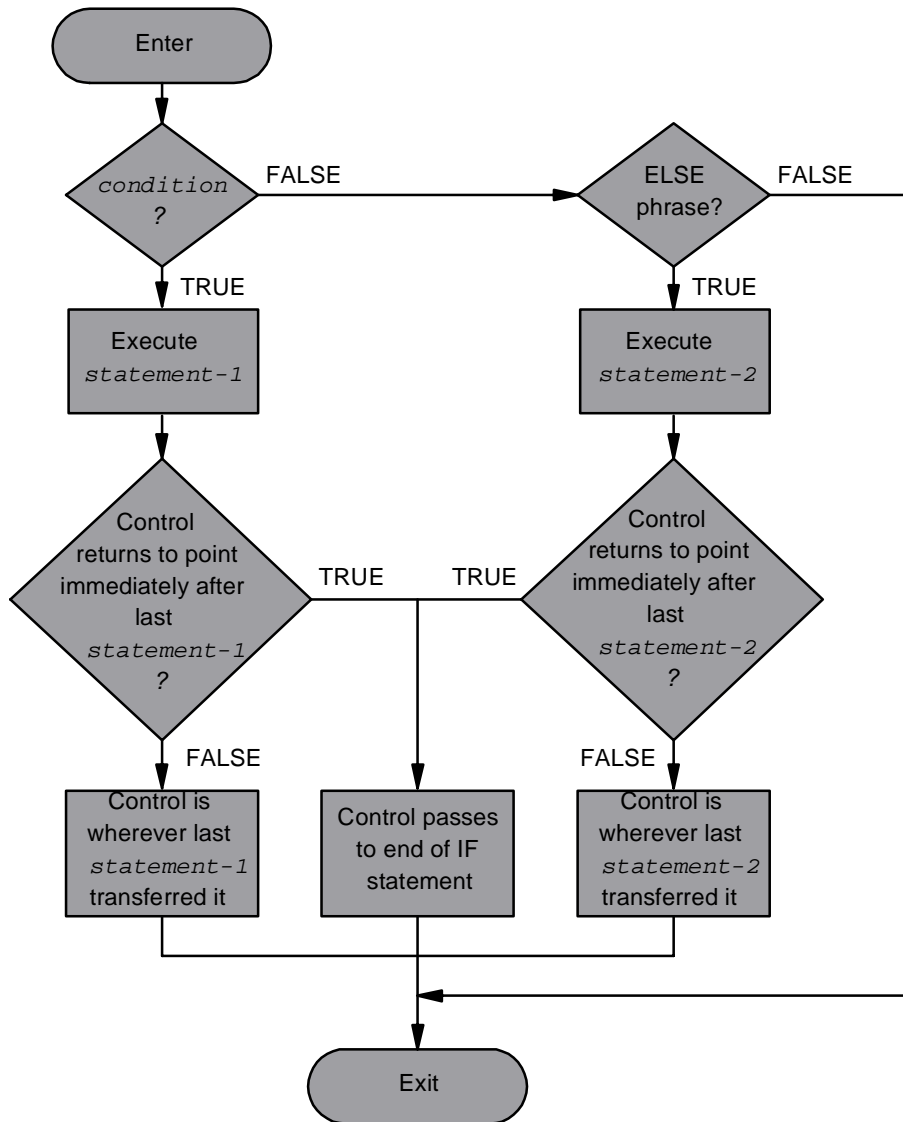 Enter
condition
?
FALSE
ELSE
phrase?
FALSE
TRUE
TRUE
Execute
statement-1
Execute
statement-2
Control
returns to point
immediately after
last
statement-1
?
TRUE
TRUE
Control
returns to point
immediately after
last
statement-2
?
FALSE
FALSE
Control is
wherever last
statement-1
transferred it
Control passes
to end of IF
statement
Control is
wherever last
statement-2
transferred it
Exit